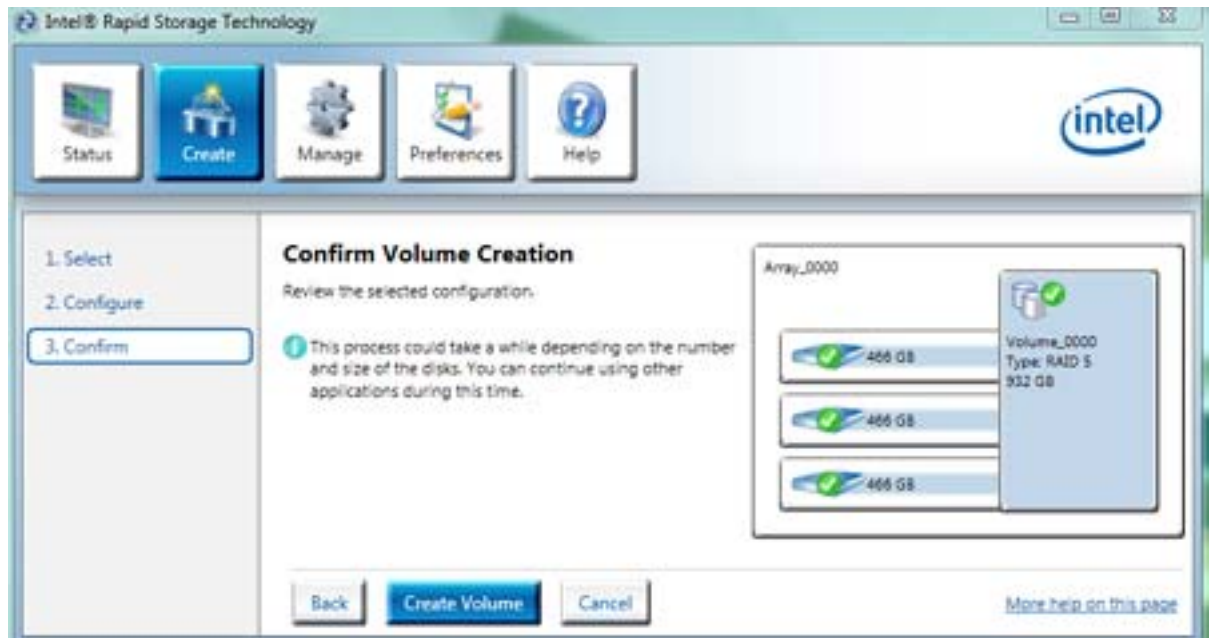 Intel® Rapid Storage Technology
Status
Create
Manage
Preferences
Help
intel
1. Select
2. Configure
3. Confirm
Confirm Volume Creation
Review the selected configuration.
This process could take a while depending on the number
and size of the disks. You can continue using other
applications during this time.
Array_0000
466 GB
466 GB
466 GB
Volume_0000
Type: RAID 5
932 GB
Back
Create Volume
Cancel
More help on this page